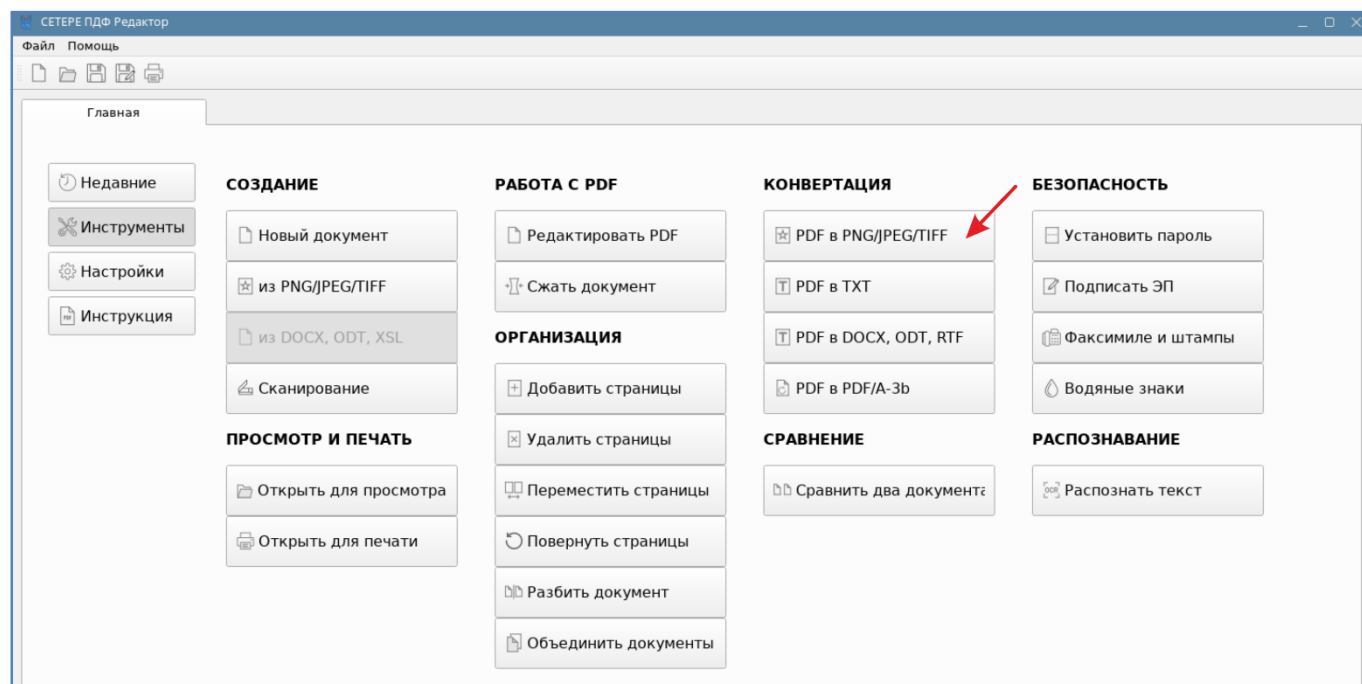 СЕТЕРЕ ПДФ Редактор
Файл Помощь
Главная
Недавние
Инструменты
Настройки
Инструкция
СОЗДАНИЕ
Новый документ
из PNG/JPEG/TIFF
из DOCX, ODT, XSL
Сканирование
ПРОСМОТР И ПЕЧАТЬ
Открыть для просмотра
Открыть для печати
РАБОТА С PDF
Редактировать PDF
Сжать документ
ОРГАНИЗАЦИЯ
Добавить страницы
Удалить страницы
Переместить страницы
Повернуть страницы
Разбить документ
Объединить документы
КОНВЕРТАЦИЯ
PDF в PNG/JPEG/TIFF
PDF в TXT
PDF в DOCX, ODT, RTF
PDF в PDF/A-3b
СРАВНЕНИЕ
Сравнить два документа
БЕЗОПАСНОСТЬ
Установить пароль
Подписать ЭП
Факсимиле и штампы
Водяные знаки
РАСПОЗНАВАНИЕ
Распознать текст